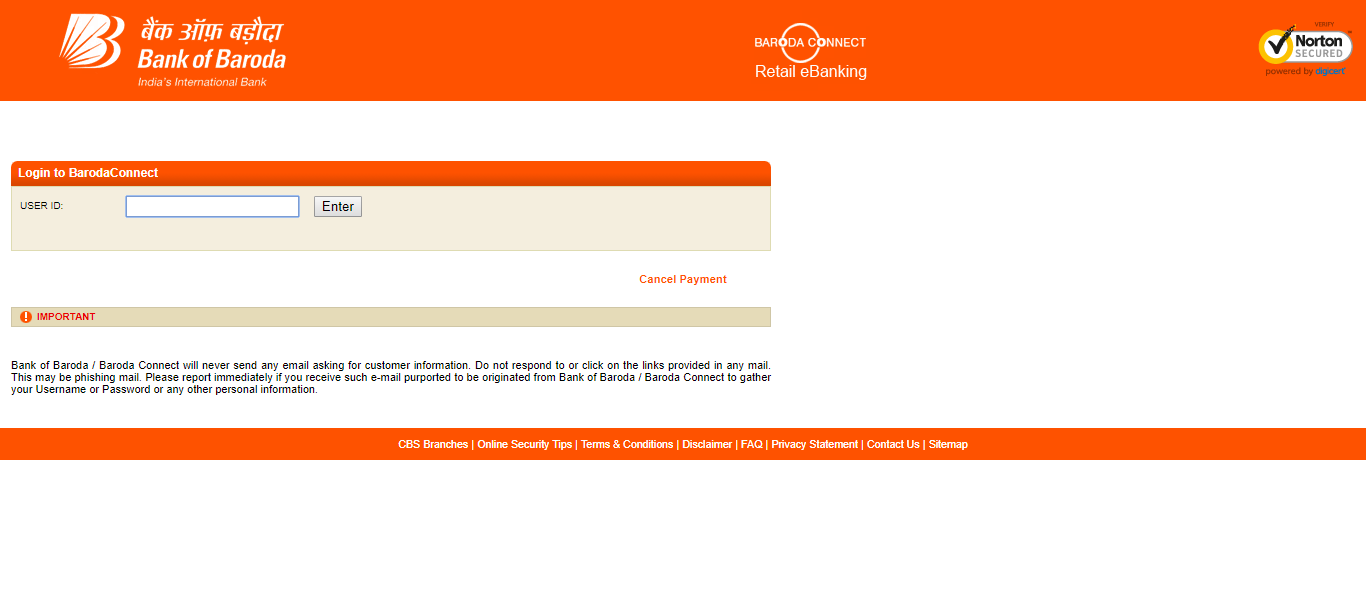 बैंक ऑफ़ बड़ौदा
Bank of Baroda
India's International Bank
BARODA CONNECT
Retail eBanking
VERIFY
Norton
SECURED
powered by digicert
Login to BarodaConnect
USER ID:
Enter
Cancel Payment
! IMPORTANT
Bank of Baroda / Baroda Connect will never send any email asking for customer information. Do not respond to or click on the links provided in any mail.
This may be phishing mail. Please report immediately if you receive such e-mail purported to be originated from Bank of Baroda / Baroda Connect to gather
your Username or Password or any other personal information.
CBS Branches | Online Security Tips | Terms & Conditions | Disclaimer | FAQ | Privacy Statement | Contact Us | Sitemap